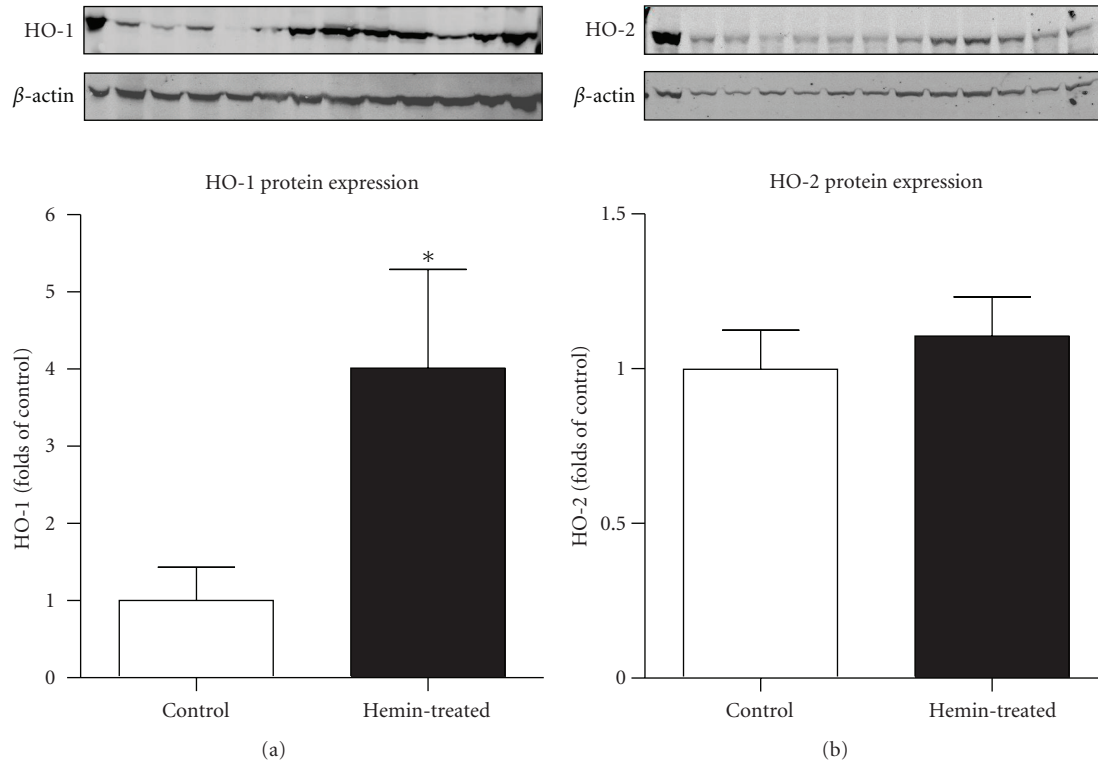 HO-1
β-actin
HO-1 protein expression
6
5
4
3
2
1
0
HO-1 (folds of control)
*
Control
Hemin-treated
(a)
HO-2
β-actin
HO-2 protein expression
1.5
1
0.5
0
HO-2 (folds of control)
Control
Hemin-treated
(b)